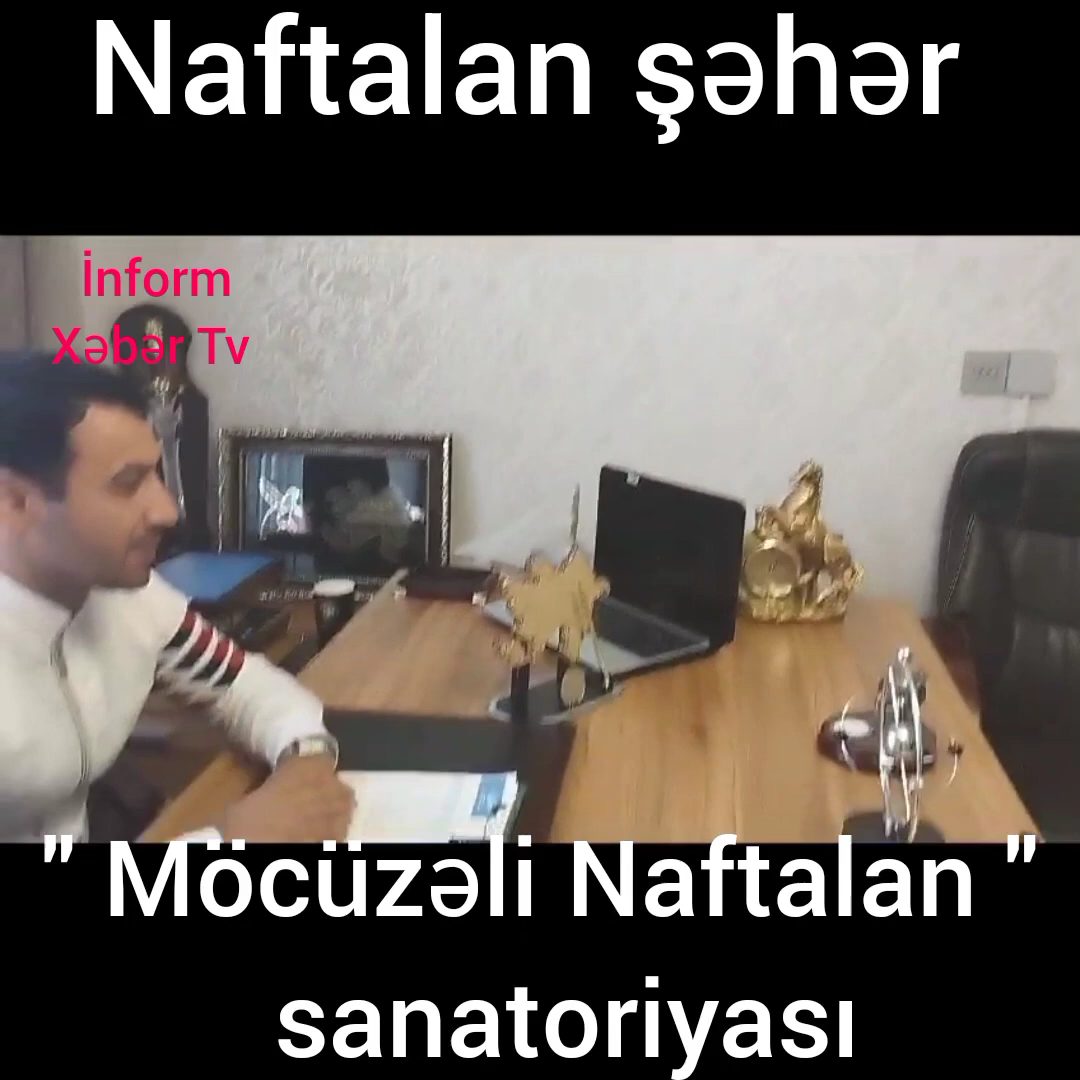 Naftalan şəhər
İnform
Xəbər Tv
" Möcüzəli Naftalan "
sanatoriyası